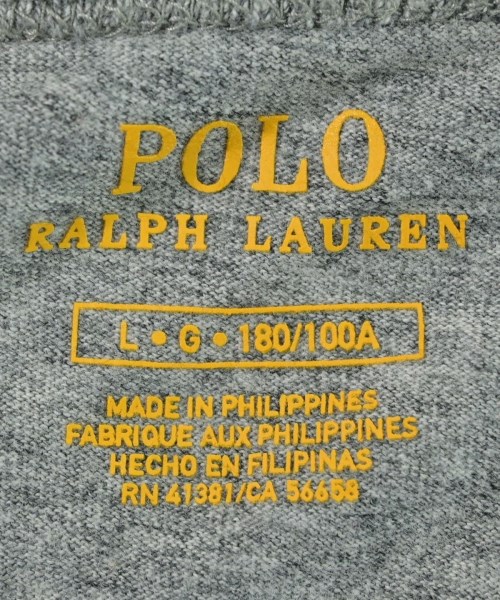 POLO
RALPH LAUREN
L • G • 180/100A
MADE IN PHILIPPINES
FABRIQUE AUX PHILIPPINES
HECHO EN FILIPINAS
RN 41381/CA 56658